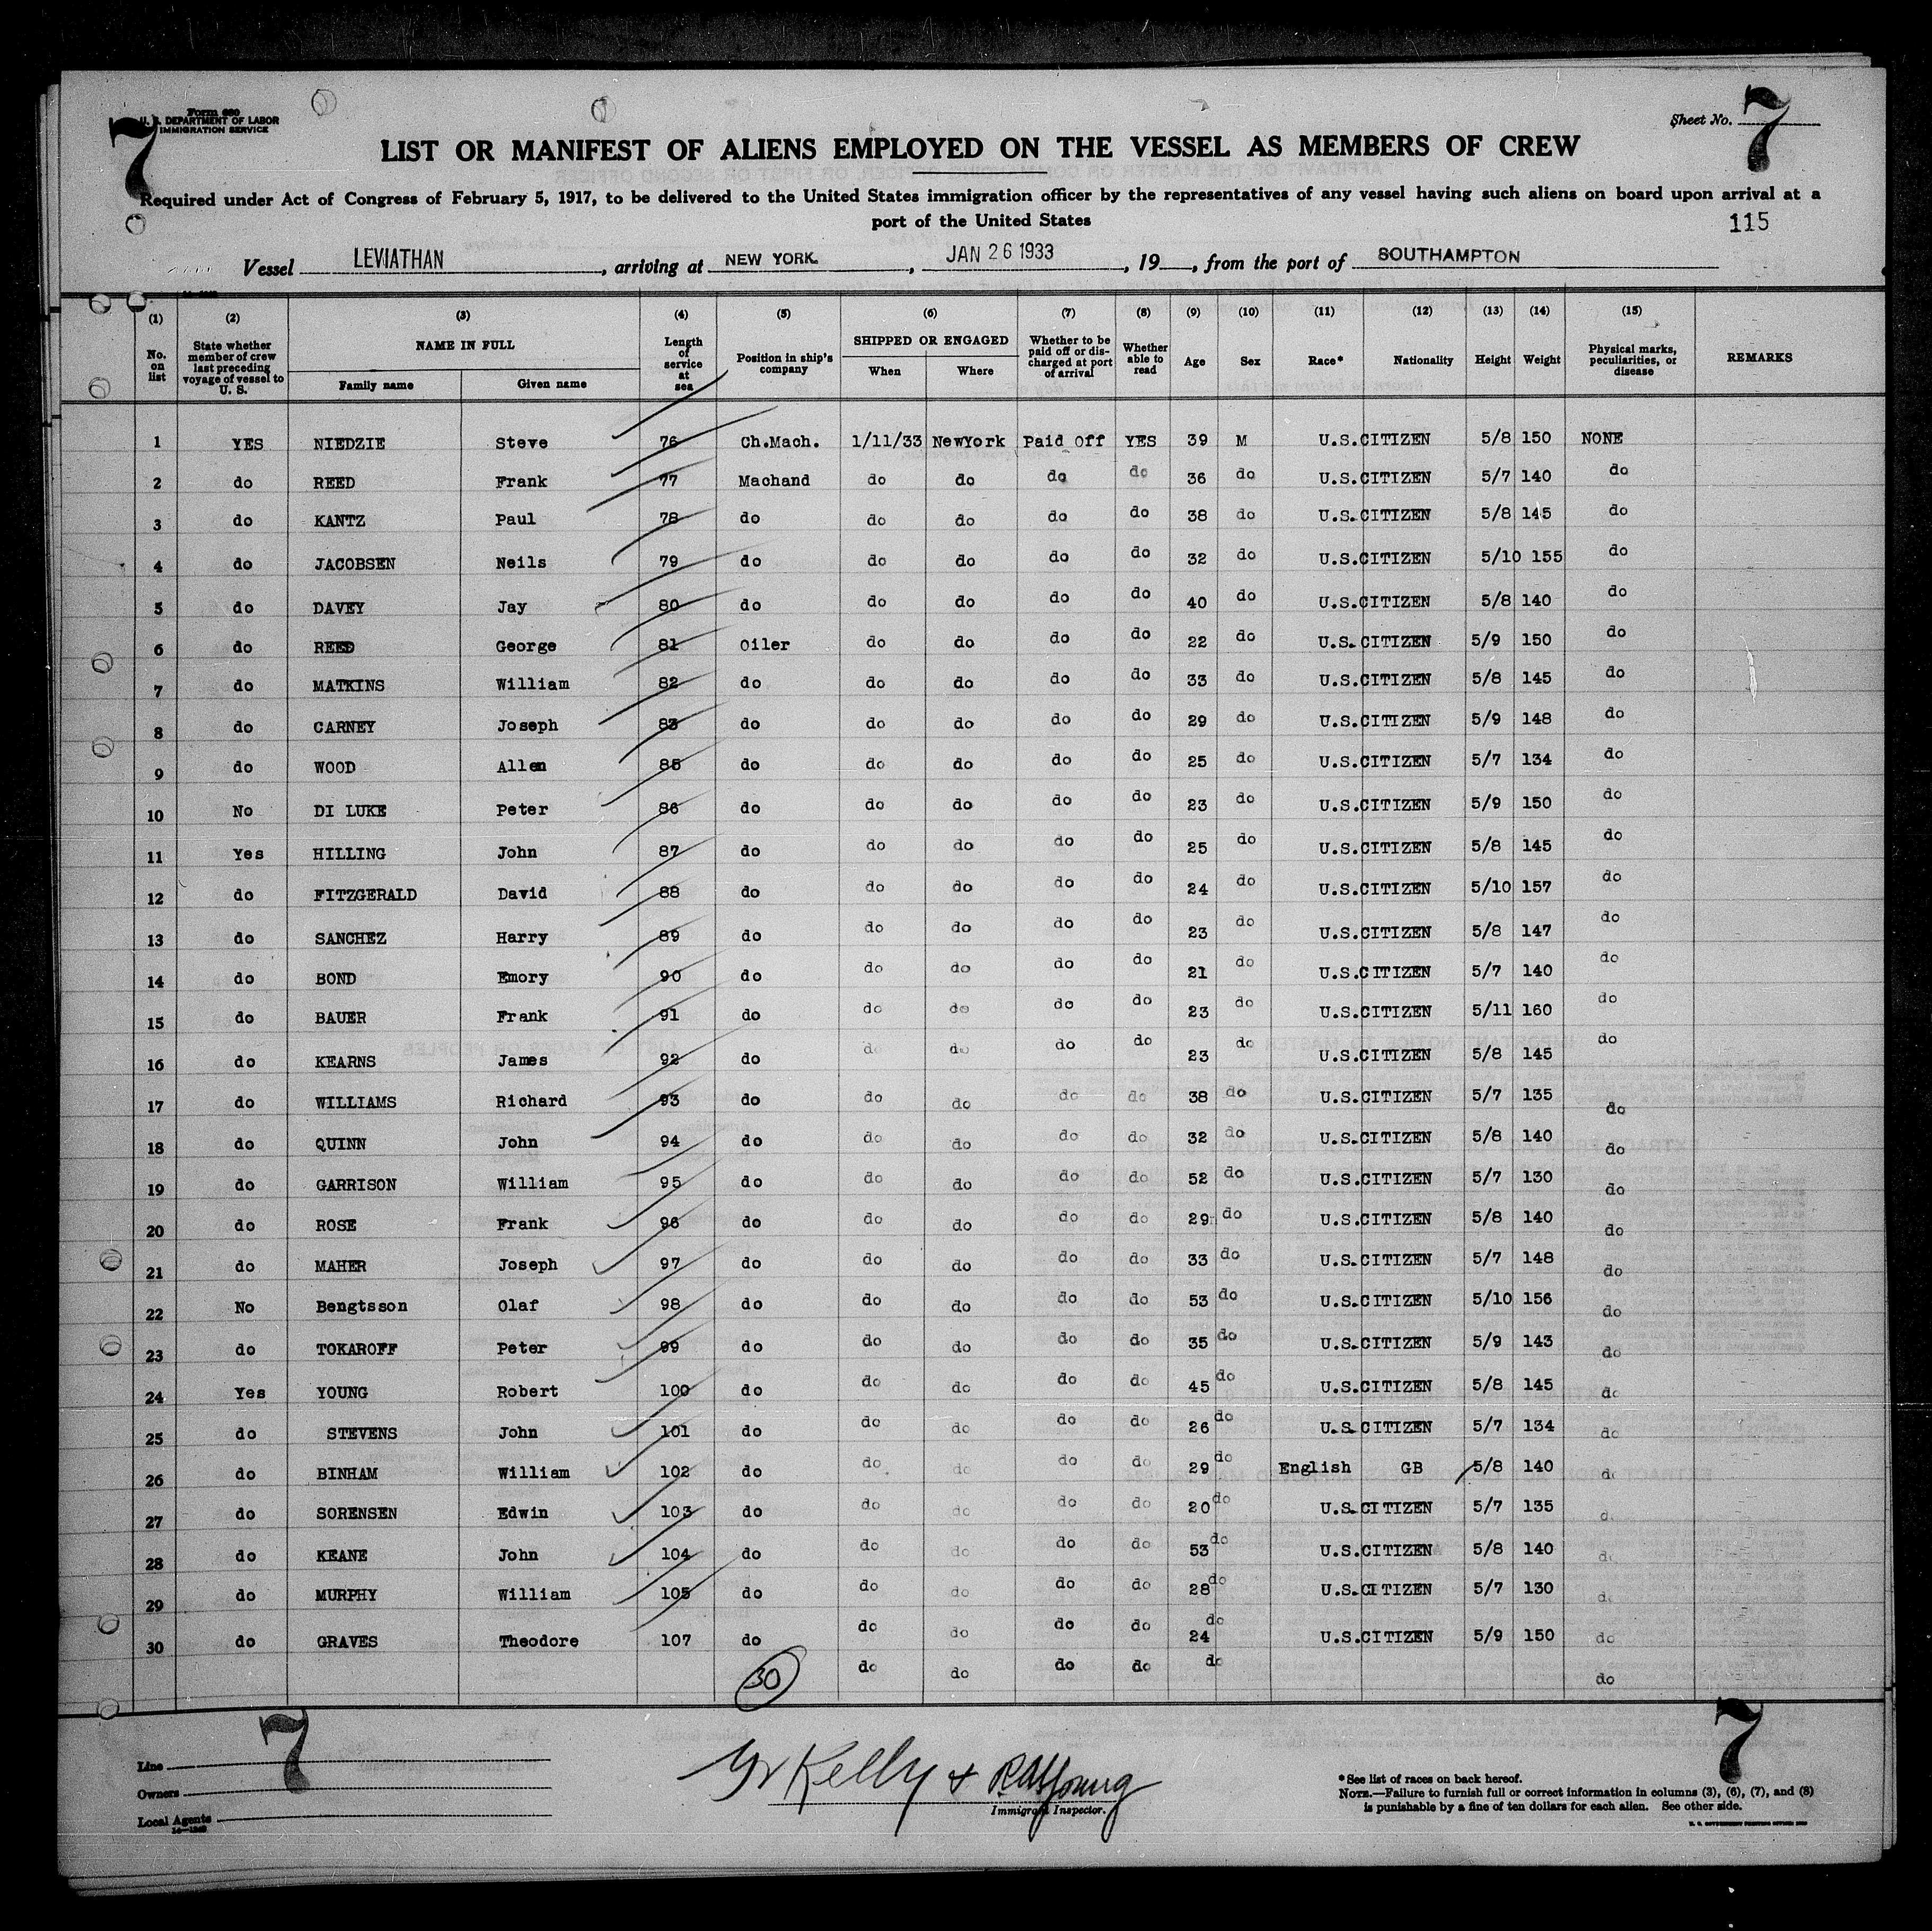 7
Form 680
U. S. DEPARTMENT OF LABOR
IMMIGRATION SERVICE
Sheet No. 7
LIST OR MANIFEST OF ALIENS EMPLOYED ON THE VESSEL AS MEMBERS OF CREW
Required under Act of Congress of February 5, 1917, to be delivered to the United States immigration officer by the representatives of any vessel having such aliens on board upon arrival at a
port of the United States
115
Vessel LEVIATHAN, arriving at NEW YORK, JAN 26 1933, 19, from the port of SOUTHAMPTON
(1) (2) (3) (4) (5) (6) (7) (8) (9) (10) (11) (12) (13) (14) (15)
No. on list State whether member of crew last preceding voyage of vessel to U. S. NAME IN FULL Family name Given name Length of service at sea Position in ship's company SHIPPED OR ENGAGED When Where Whether to be paid off or discharged at port of arrival Whether able to read Age Sex Race* Nationality Height Weight Physical marks, peculiarities, or disease REMARKS
1 YES NIEDZIE Steve 76 Ch.Mach. 1/11/33 NewYork Paid Off YES 39 M U.S.CITIZEN 5/8 150 NONE
2 do REED Frank 77 Machand do do do do 36 do U.S.CITIZEN 5/7 140 do
3 do KANTZ Paul 78 do do do do do 38 do U.S.CITIZEN 5/8 145 do
4 do JACOBSEN Neils 79 do do do do do 32 do U.S.CITIZEN 5/10 155 do
5 do DAVEY Jay 80 do do do do do 40 do U.S.CITIZEN 5/8 140 do
6 do REED George 81 Oiler do do do do 22 do U.S.CITIZEN 5/9 150 do
7 do MATKINS William 82 do do do do do 33 do U.S.CITIZEN 5/8 145 do
8 do CARNEY Joseph 83 do do do do do 29 do U.S.CITIZEN 5/9 148 do
9 do WOOD Allen 85 do do do do do 25 do U.S.CITIZEN 5/7 134 do
10 No DI LUKE Peter 86 do do do do do 23 do U.S.CITIZEN 5/9 150 do
11 Yes HILLING John 87 do do do do do 25 do U.S.CITIZEN 5/8 145 do
12 do FITZGERALD David 88 do do do do do 24 do U.S.CITIZEN 5/10 157 do
13 do SANCHEZ Harry 89 do do do do do 23 do U.S.CITIZEN 5/8 147 do
14 do BOND Emory 90 do do do do do 21 do U.S.CITIZEN 5/7 140 do
15 do BAUER Frank 91 do do do do do 23 do U.S.CITIZEN 5/11 160 do
16 do KEARNS James 92 do do do do do 23 do U.S.CITIZEN 5/8 145 do
17 do WILLIAMS Richard 93 do do do do do 38 do U.S.CITIZEN 5/7 135 do
18 do QUINN John 94 do do do do do 32 do U.S.CITIZEN 5/8 140 do
19 do GARRISON William 95 do do do do do 52 do U.S.CITIZEN 5/7 130 do
20 do ROSE Frank 96 do do do do do 29 do U.S.CITIZEN 5/8 140 do
21 do MAHER Joseph 97 do do do do do 33 do U.S.CITIZEN 5/7 148 do
22 No Bengtsson Olaf 98 do do do do do 53 do U.S.CITIZEN 5/10 156 do
23 do TOKAROFF Peter 99 do do do do do 35 do U.S.CITIZEN 5/9 143 do
24 Yes YOUNG Robert 100 do do do do do 45 do U.S.CITIZEN 5/8 145 do
25 do STEVENS John 101 do do do do do 26 do U.S.CITIZEN 5/7 134 do
26 do BINHAM William 102 do do do do do 29 do English GB 5/8 140 do
27 do SORENSEN Edwin 103 do do do do do 20 do U.S.CITIZEN 5/7 135 do
28 do KEANE John 104 do do do do do 53 do U.S.CITIZEN 5/8 140 do
29 do MURPHY William 105 do do do do do 28 do U.S.CITIZEN 5/7 130 do
30 do GRAVES Theodore 107 do do do do do 24 do U.S.CITIZEN 5/9 150 do
30 do do do do do do
7
7
Line
Owners
Local Agents
Kelly + RA Young
Immigrant Inspector.
*See list of races on back hereof.
NOTE.—Failure to furnish full or correct information in columns (3), (6), (7), and (8)
is punishable by a fine of ten dollars for each alien. See other side.